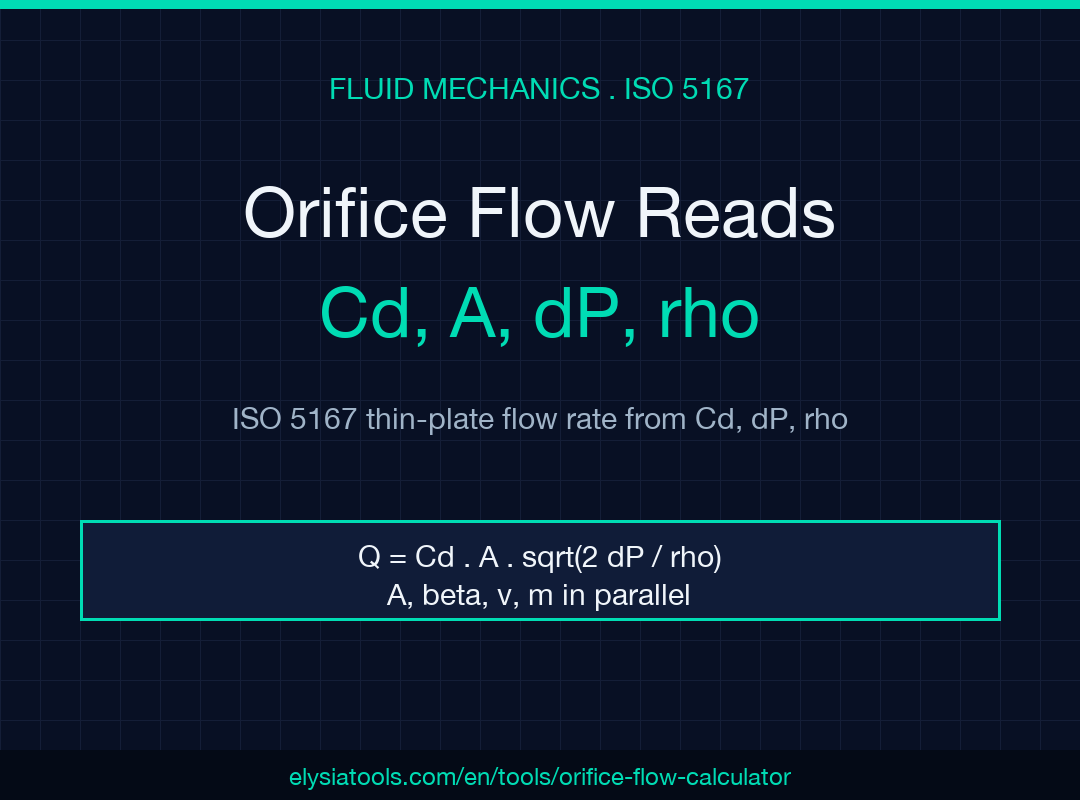 FLUID MECHANICS . ISO 5167
Orifice Flow Reads
Cd, A, dP, rho
ISO 5167 thin-plate flow rate from Cd, dP, rho
Q = Cd . A . sqrt(2 dP / rho)
A, beta, v, m in parallel
elysiatools.com/en/tools/orifice-flow-calculator